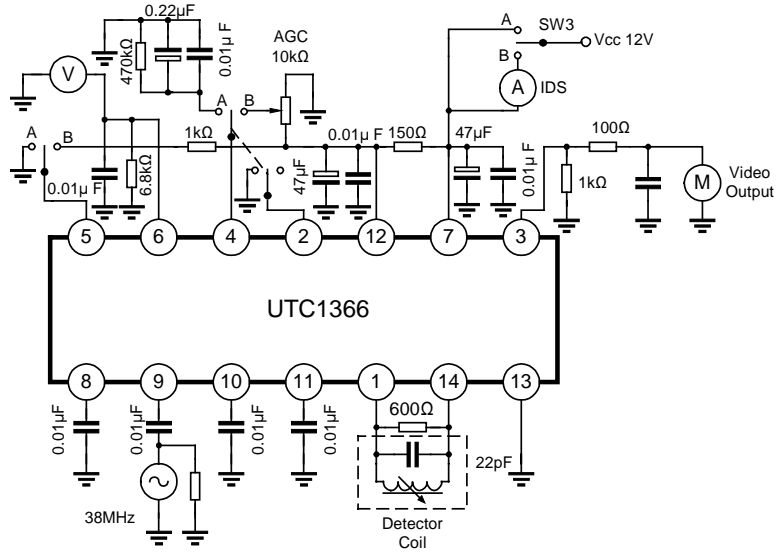 0.22µF
470kΩ
0.01µ F
AGC
10kΩ
A
SW3
Vcc 12V
B
A
IDS
V
A
B
A
B
1kΩ
0.01µ F
150Ω
47µF
0.01µ F
100Ω
0.01µ F
6.8kΩ
47µF
1kΩ
M
Video
Output
5
6
4
2
12
7
3
UTC1366
8
9
10
11
1
14
13
0.01µF
0.01µF
0.01µF
0.01µF
600Ω
22pF
38MHz
Detector
Coil